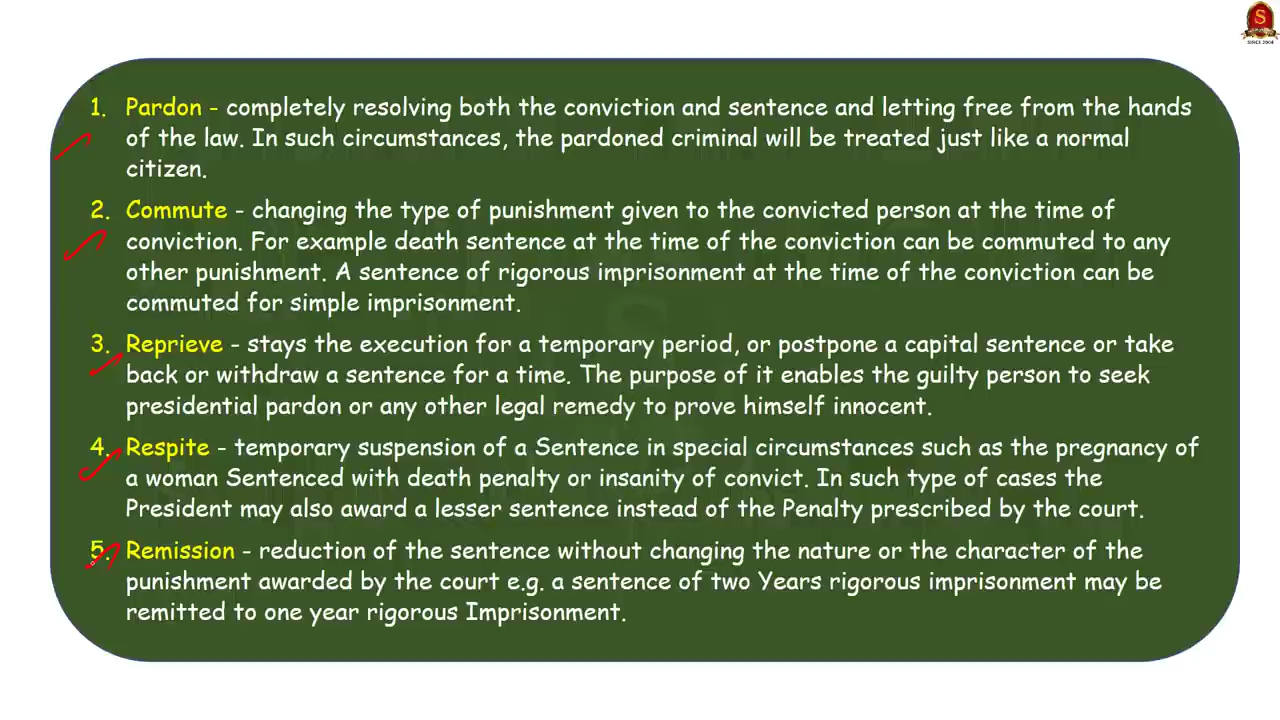 S
SINCE 2004
1. Pardon - completely resolving both the conviction and sentence and letting free from the hands
of the law. In such circumstances, the pardoned criminal will be treated just like a normal
citizen.
2. Commute - changing the type of punishment given to the convicted person at the time of
conviction. For example death sentence at the time of the conviction can be commuted to any
other punishment. A sentence of rigorous imprisonment at the time of the conviction can be
commuted for simple imprisonment.
3. Reprieve - stays the execution for a temporary period, or postpone a capital sentence or take
back or withdraw a sentence for a time. The purpose of it enables the guilty person to seek
presidential pardon or any other legal remedy to prove himself innocent.
4. Respite - temporary suspension of a Sentence in special circumstances such as the pregnancy of
a woman Sentenced with death penalty or insanity of convict. In such type of cases the
President may also award a lesser sentence instead of the Penalty prescribed by the court.
5. Remission - reduction of the sentence without changing the nature or the character of the
punishment awarded by the court e.g. a sentence of two Years rigorous imprisonment may be
remitted to one year rigorous Imprisonment.